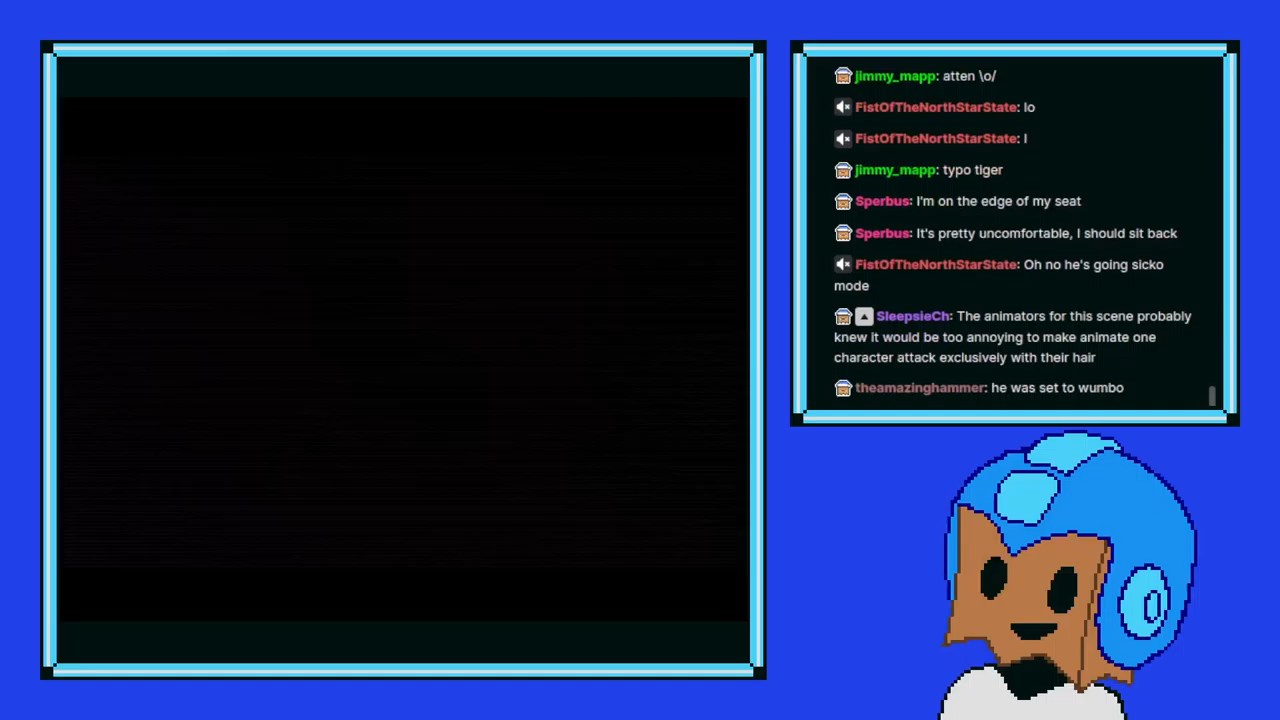 jimmy_mapp: atten \o/
FistOfTheNorthStarState: lo
FistOfTheNorthStarState: l
jimmy_mapp: typo tiger
Sperbus: I'm on the edge of my seat
Sperbus: It's pretty uncomfortable, I should sit back
FistOfTheNorthStarState: Oh no he's going sicko
mode
SleepsieCh: The animators for this scene probably
knew it would be too annoying to make animate one
character attack exclusively with their hair
theamazinghammer: he was set to wumbo